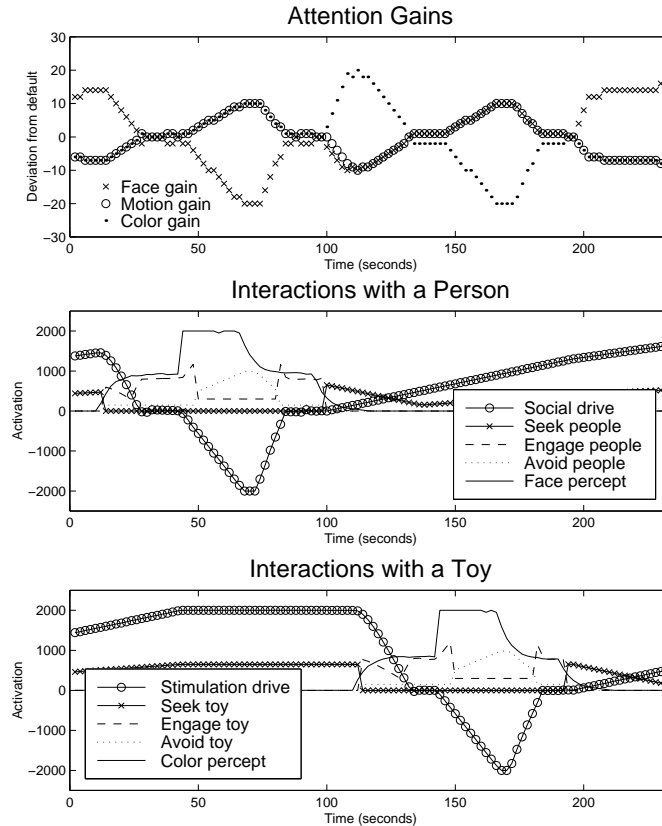 Attention Gains
30
20
10
0
−10
−20
−30
Deviation from default
× Face gain
○ Motion gain
• Color gain
0 50 100 150 200
Time (seconds)
Interactions with a Person
2000
1000
0
−1000
−2000
Activation
Social drive
Seek people
Engage people
Avoid people
Face percept
0 50 100 150 200
Time (seconds)
Interactions with a Toy
2000
1000
0
−1000
−2000
Activation
Stimulation drive
Seek toy
Engage toy
Avoid toy
Color percept
0 50 100 150 200
Time (seconds)